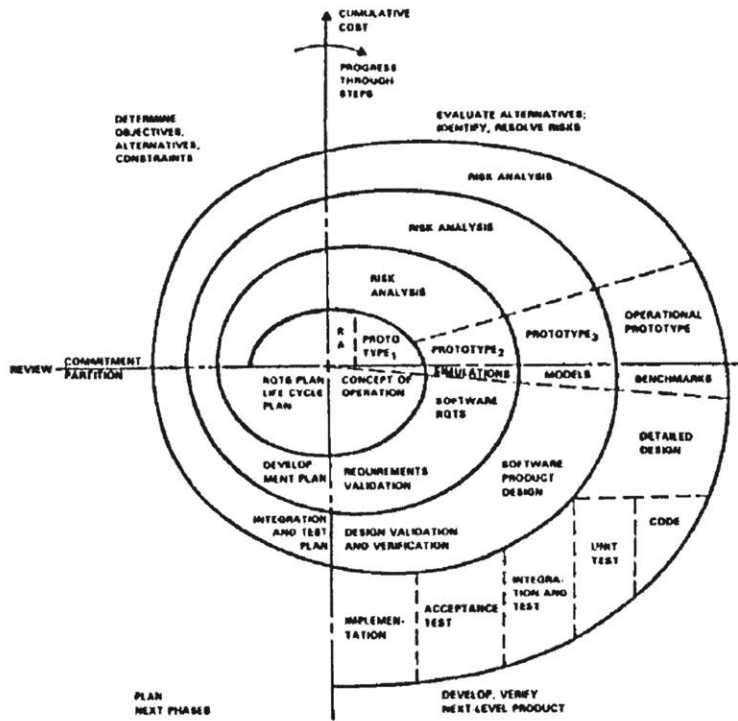 CUMULATIVE
COST
PROGRESS
THROUGH
STEPS
DETERMINE
OBJECTIVES,
ALTERNATIVES,
CONSTRAINTS
EVALUATE ALTERNATIVES;
IDENTIFY, RESOLVE RISKS
RISK ANALYSIS
RISK ANALYSIS
RISK
ANALYSIS
R
A
PROTO
TYPE1
PROTOTYPE2
PROTOTYPE3
OPERATIONAL
PROTOTYPE
REVIEW
COMMITMENT
PARTITION
RQTS PLAN
LIFE CYCLE
PLAN
CONCEPT OF
OPERATION
EMULATIONS
MODELS
BENCHMARKS
SOFTWARE
RQTS
DETAILED
DESIGN
DEVELOP-
MENT PLAN
REQUIREMENTS
VALIDATION
SOFTWARE
PRODUCT
DESIGN
INTEGRATION
AND TEST
PLAN
DESIGN VALIDATION
AND VERIFICATION
CODE
UNIT
TEST
INTEGRA-
TION AND
TEST
ACCEPTANCE
TEST
IMPLEMEN-
TATION
PLAN
NEXT PHASES
DEVELOP, VERIFY
NEXT-LEVEL PRODUCT